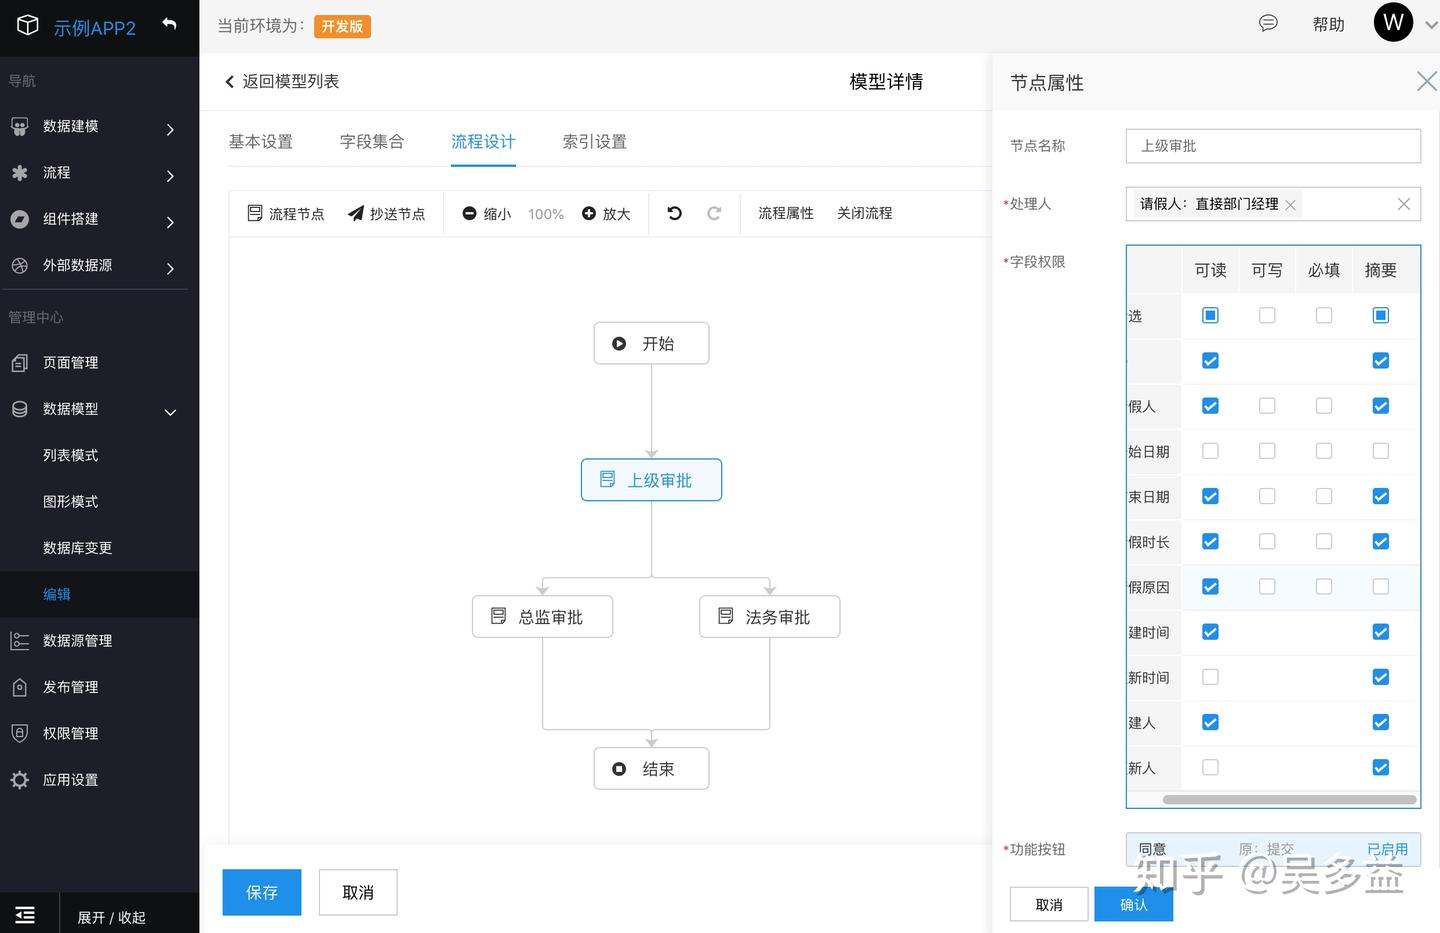 示例APP2
当前环境为：
开发版
帮助
W
导航
数据建模
流程
组件搭建
外部数据源
管理中心
页面管理
数据模型
列表模式
图形模式
数据库变更
编辑
数据源管理
发布管理
权限管理
应用设置
展开 / 收起
返回模型列表
模型详情
基本设置
字段集合
流程设计
索引设置
流程节点
抄送节点
缩小
100%
放大
流程属性
关闭流程
开始
上级审批
总监审批
法务审批
结束
保存
取消
节点属性
节点名称
上级审批
*处理人
请假人：直接部门经理
*字段权限
可读 可写 必填 摘要
选
假人
始日期
束日期
假时长
假原因
建时间
新时间
建人
新人
*功能按钮
同意 原：提交 已启用
取消
确认
知乎 @吴多益